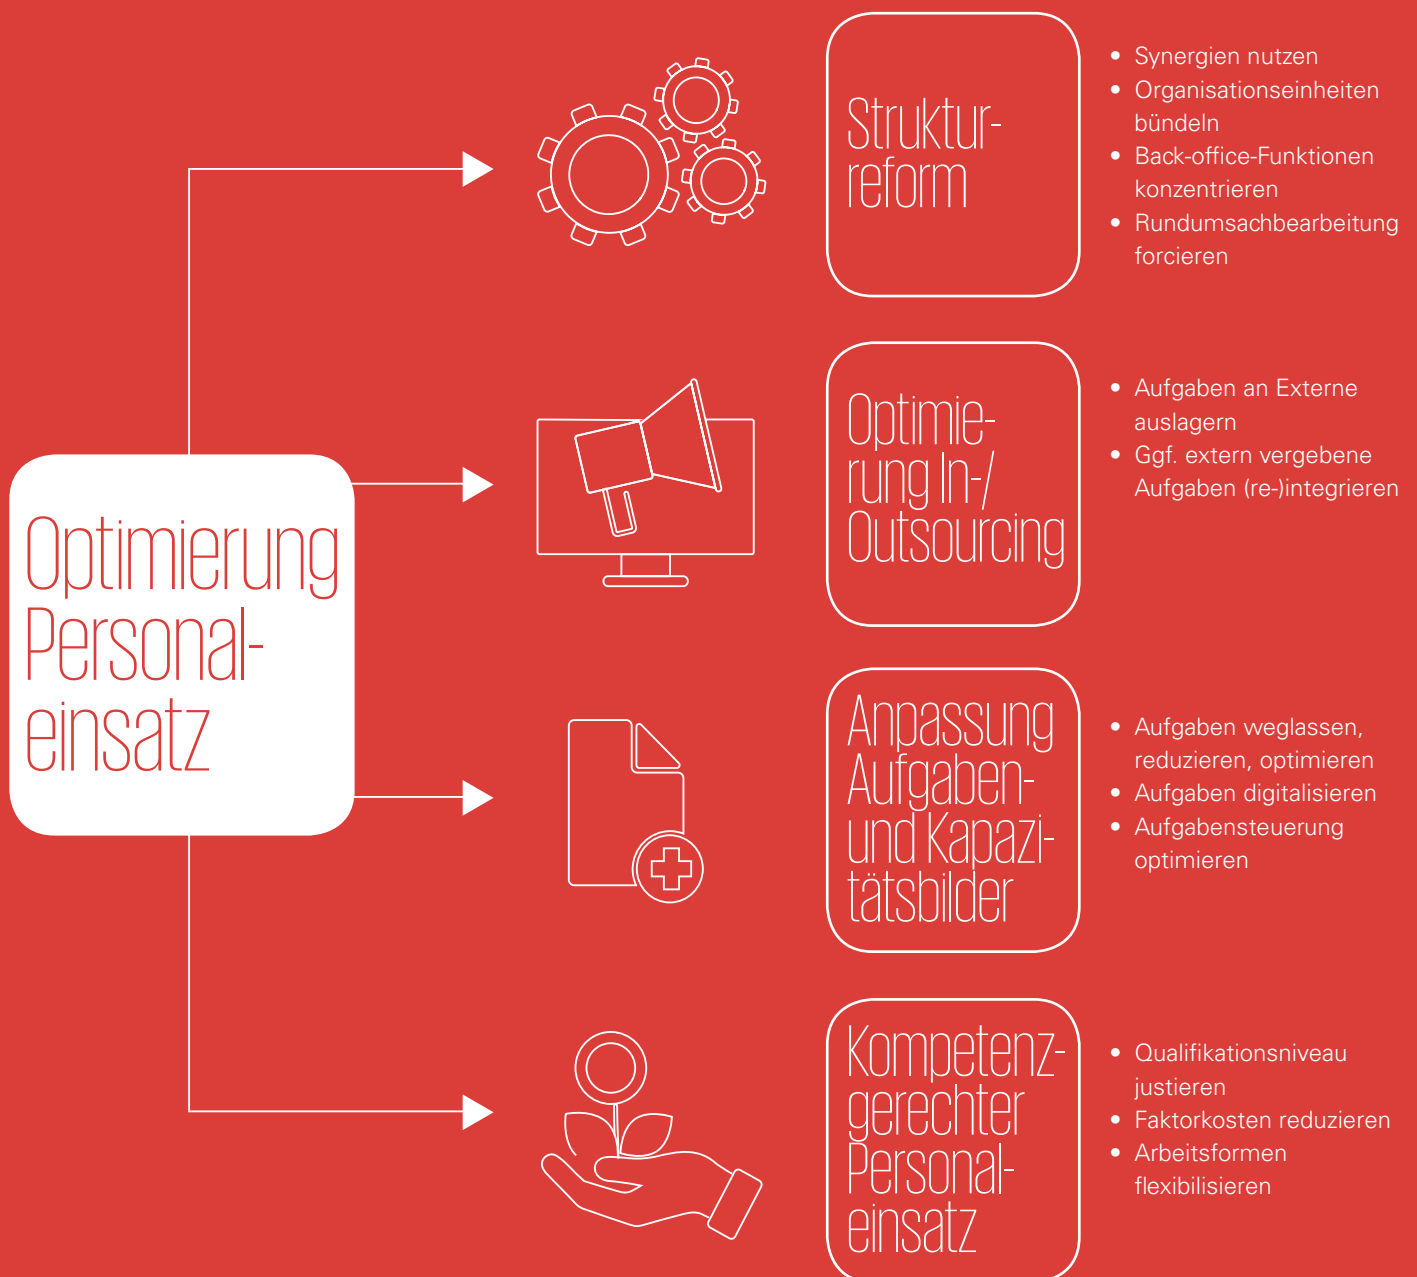 Optimierung
Personal-
einsatz
Struktur-
reform
• Synergien nutzen
• Organisationseinheiten
bündeln
• Back-office-Funktionen
konzentrieren
• Rundumsachbearbeitung
forcieren
Optimie-
rung In-/
Outsourcing
• Aufgaben an Externe
auslagern
• Ggf. extern vergebene
Aufgaben (re-)integrieren
Anpassung
Aufgaben-
und Kapazi-
tätsbilder
• Aufgaben weglassen,
reduzieren, optimieren
• Aufgaben digitalisieren
• Aufgabensteuerung
optimieren
Kompetenz-
gerechter
Personal-
einsatz
• Qualifikationsniveau
justieren
• Faktorkosten reduzieren
• Arbeitsformen
flexibilisieren